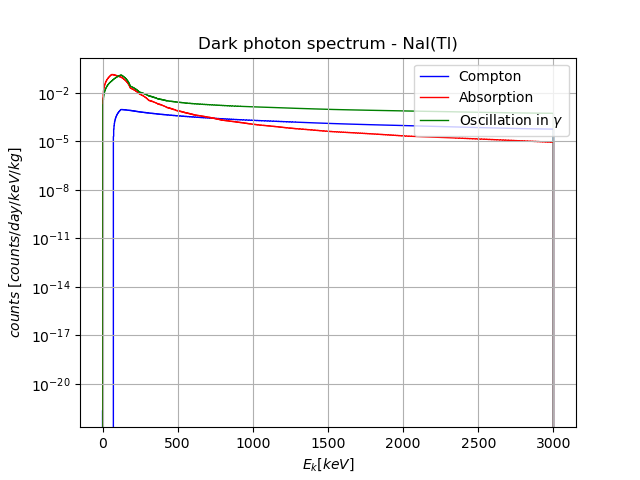 Dark photon spectrum - NaI(Tl)
Compton
Absorption
Oscillation in γ
10⁻²
10⁻⁵
10⁻⁸
10⁻¹¹
10⁻¹⁴
10⁻¹⁷
10⁻²⁰
counts [counts/day/keV/kg]
0 500 1000 1500 2000 2500 3000
Eₖ[keV]